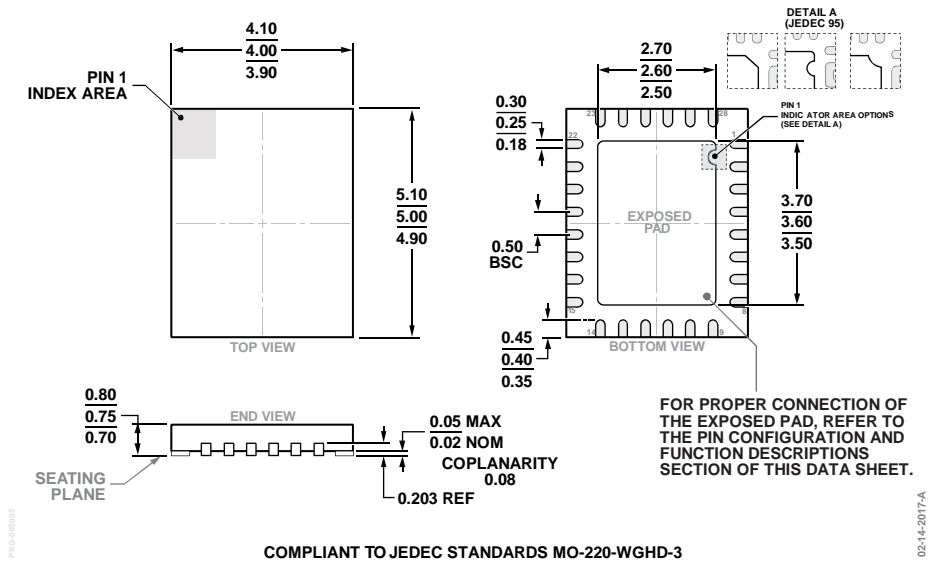 DETAIL A
(JEDEC 95)
4.10
4.00
3.90
PIN 1
INDEX AREA
5.10
5.00
4.90
TOP VIEW
2.70
2.60
2.50
0.30
0.25
0.18
23
28
22
1
PIN 1
INDIC ATOR AREA OPTIONS
(SEE DETAIL A)
EXPOSED
PAD
3.70
3.60
3.50
0.50
BSC
15
8
14
9
0.45
0.40
0.35
BOTTOM VIEW
FOR PROPER CONNECTION OF
THE EXPOSED PAD, REFER TO
THE PIN CONFIGURATION AND
FUNCTION DESCRIPTIONS
SECTION OF THIS DATA SHEET.
0.80
0.75
0.70
END VIEW
0.05 MAX
0.02 NOM
COPLANARITY
0.08
0.203 REF
SEATING
PLANE
PKG-005005
02-14-2017-A
COMPLIANT TO JEDEC STANDARDS MO-220-WGHD-3